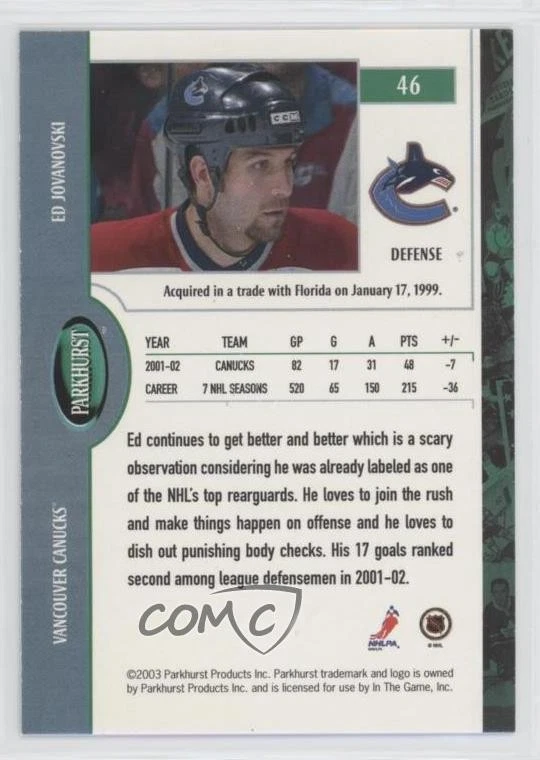 46
CCM
DEFENSE
Acquired in a trade with Florida on January 17, 1999.
ED JOVANOVSKI
PARKHURST
VANCOUVER CANUCKS
YEAR TEAM GP G A PTS +/-
2001-02 CANUCKS 82 17 31 48 -7
CAREER 7 NHL SEASONS 520 65 150 215 -36
Ed continues to get better and better which is a scary
observation considering he was already labeled as one
of the NHL's top rearguards. He loves to join the rush
and make things happen on offense and he loves to
dish out punishing body checks. His 17 goals ranked
second among league defensemen in 2001-02.
COMC
NHLPA
NHL
© NHL
©2003 Parkhurst Products Inc. Parkhurst trademark and logo is owned
by Parkhurst Products Inc. and is licensed for use by In The Game, Inc.